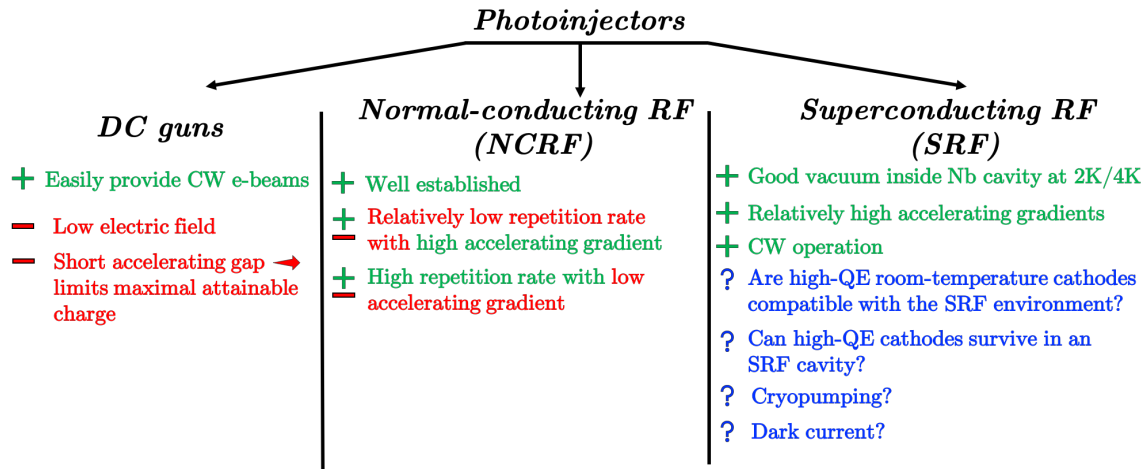 Photoinjectors
DC guns
+ Easily provide CW e-beams
- Low electric field
- Short accelerating gap →
limits maximal attainable
charge
Normal-conducting RF
(NCRF)
+ Well established
+
- Relatively low repetition rate
with high accelerating gradient
+
- High repetition rate with low
accelerating gradient
Superconducting RF
(SRF)
+ Good vacuum inside Nb cavity at 2K/4K
+ Relatively high accelerating gradients
+ CW operation
? Are high-QE room-temperature cathodes
compatible with the SRF environment?
? Can high-QE cathodes survive in an
SRF cavity?
? Cryopumping?
? Dark current?